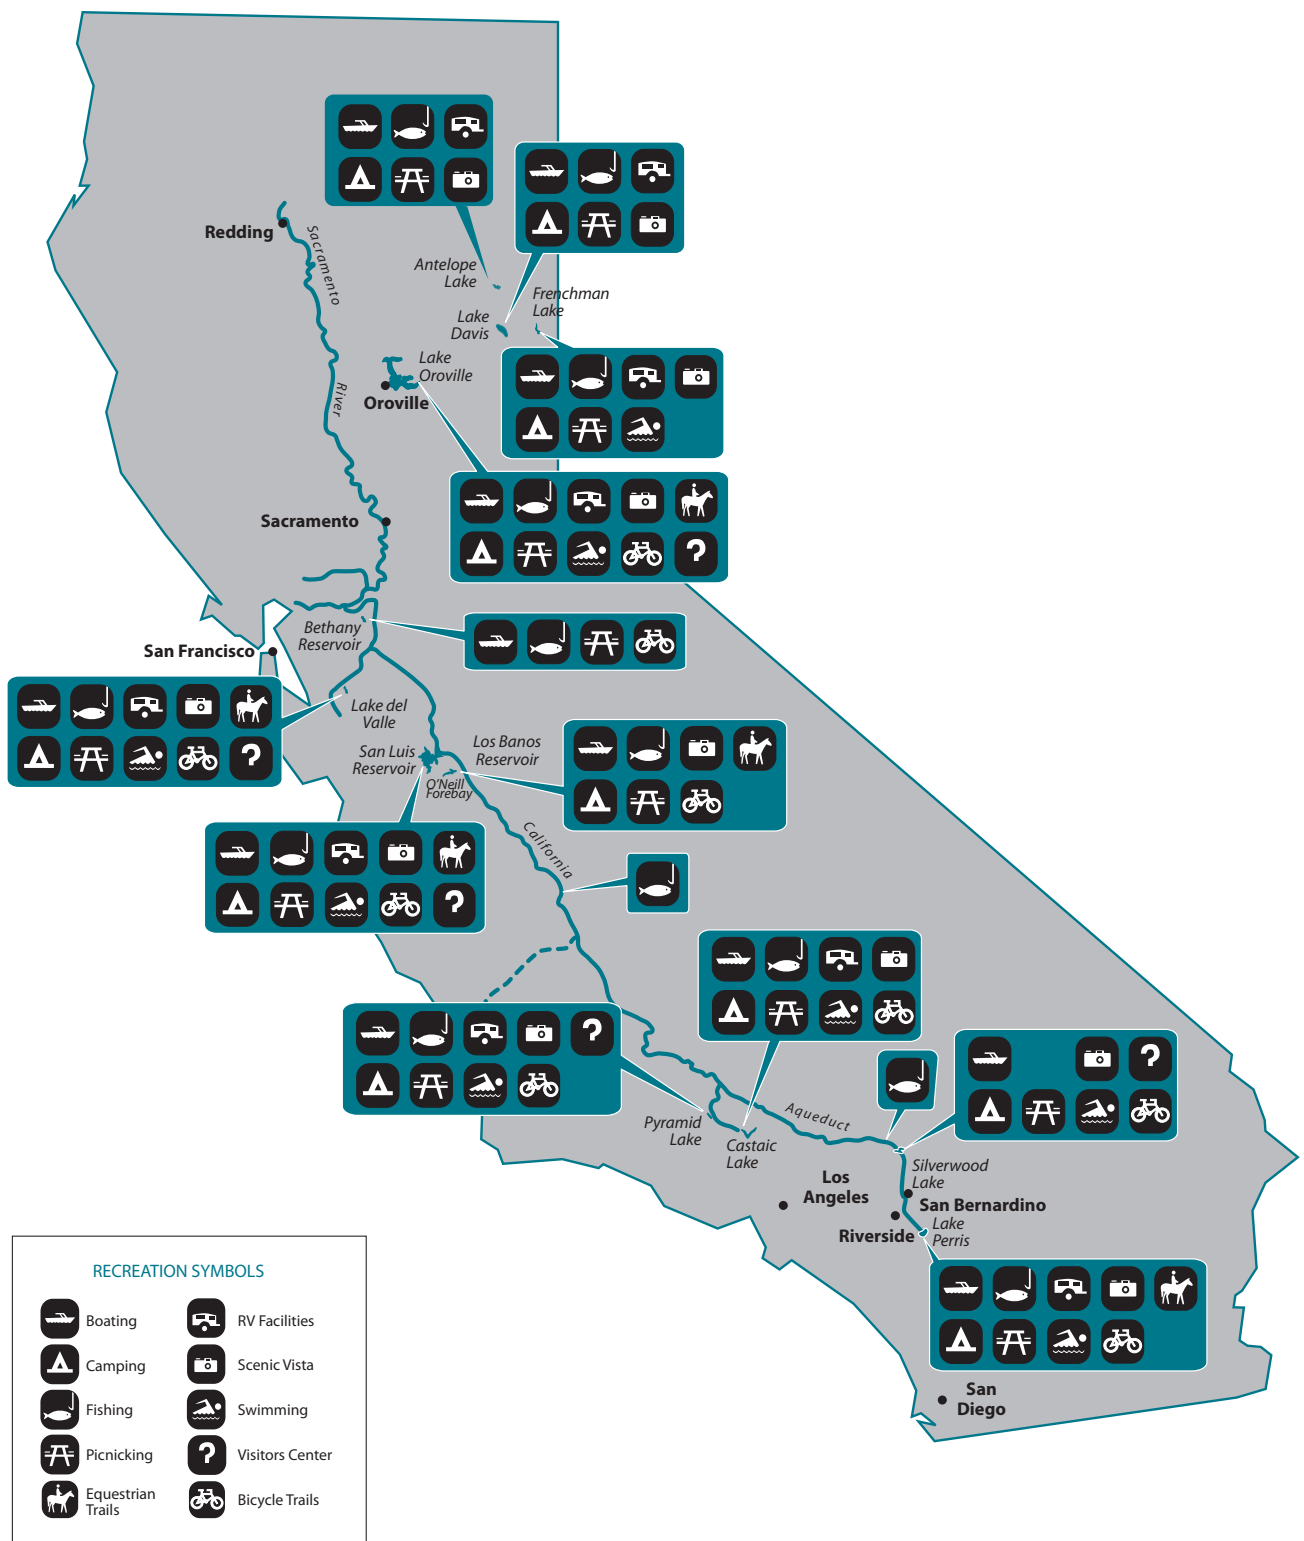 Redding
Sacramento
River
Antelope
Lake
Frenchman
Lake
Lake
Davis
Lake
Oroville
Oroville
Sacramento
Bethany
Reservoir
San Francisco
Lake del
Valle
San Luis
Reservoir
Los Banos
Reservoir
O'Neill
Forebay
California
Aqueduct
Pyramid
Lake
Castaic
Lake
Silverwood
Lake
Los
Angeles
San Bernardino
Riverside
Lake
Perris
San
Diego
RECREATION SYMBOLS
Boating
RV Facilities
Camping
Scenic Vista
Fishing
Swimming
Picnicking
Visitors Center
Equestrian
Trails
Bicycle Trails